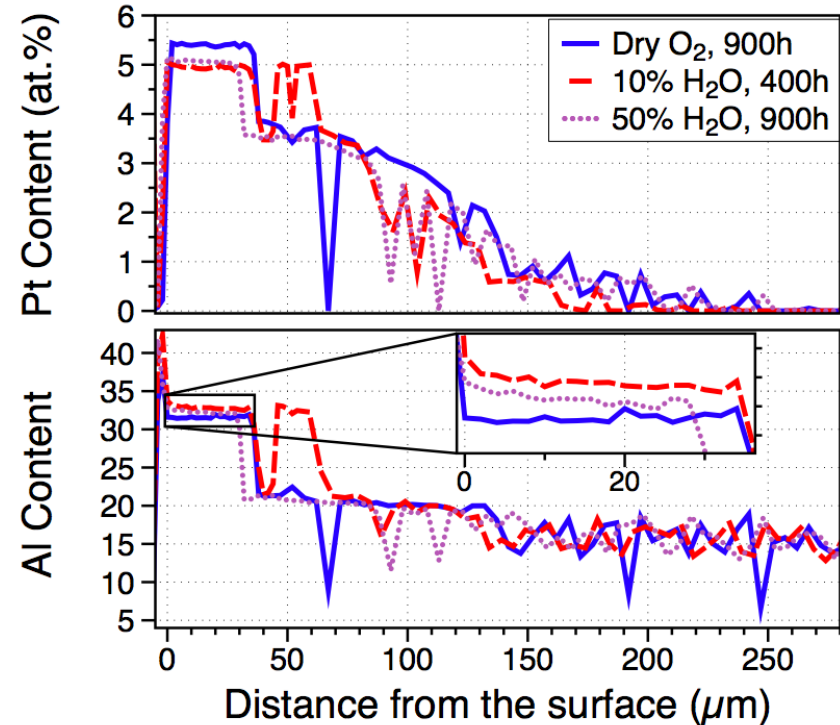 Pt Content (at.%)
6
5
4
3
2
1
0
Dry O₂, 900h
10% H₂O, 400h
50% H₂O, 900h
Al Content
40
35
30
25
20
15
10
5
0 20
0 50 100 150 200 250
Distance from the surface (µm)